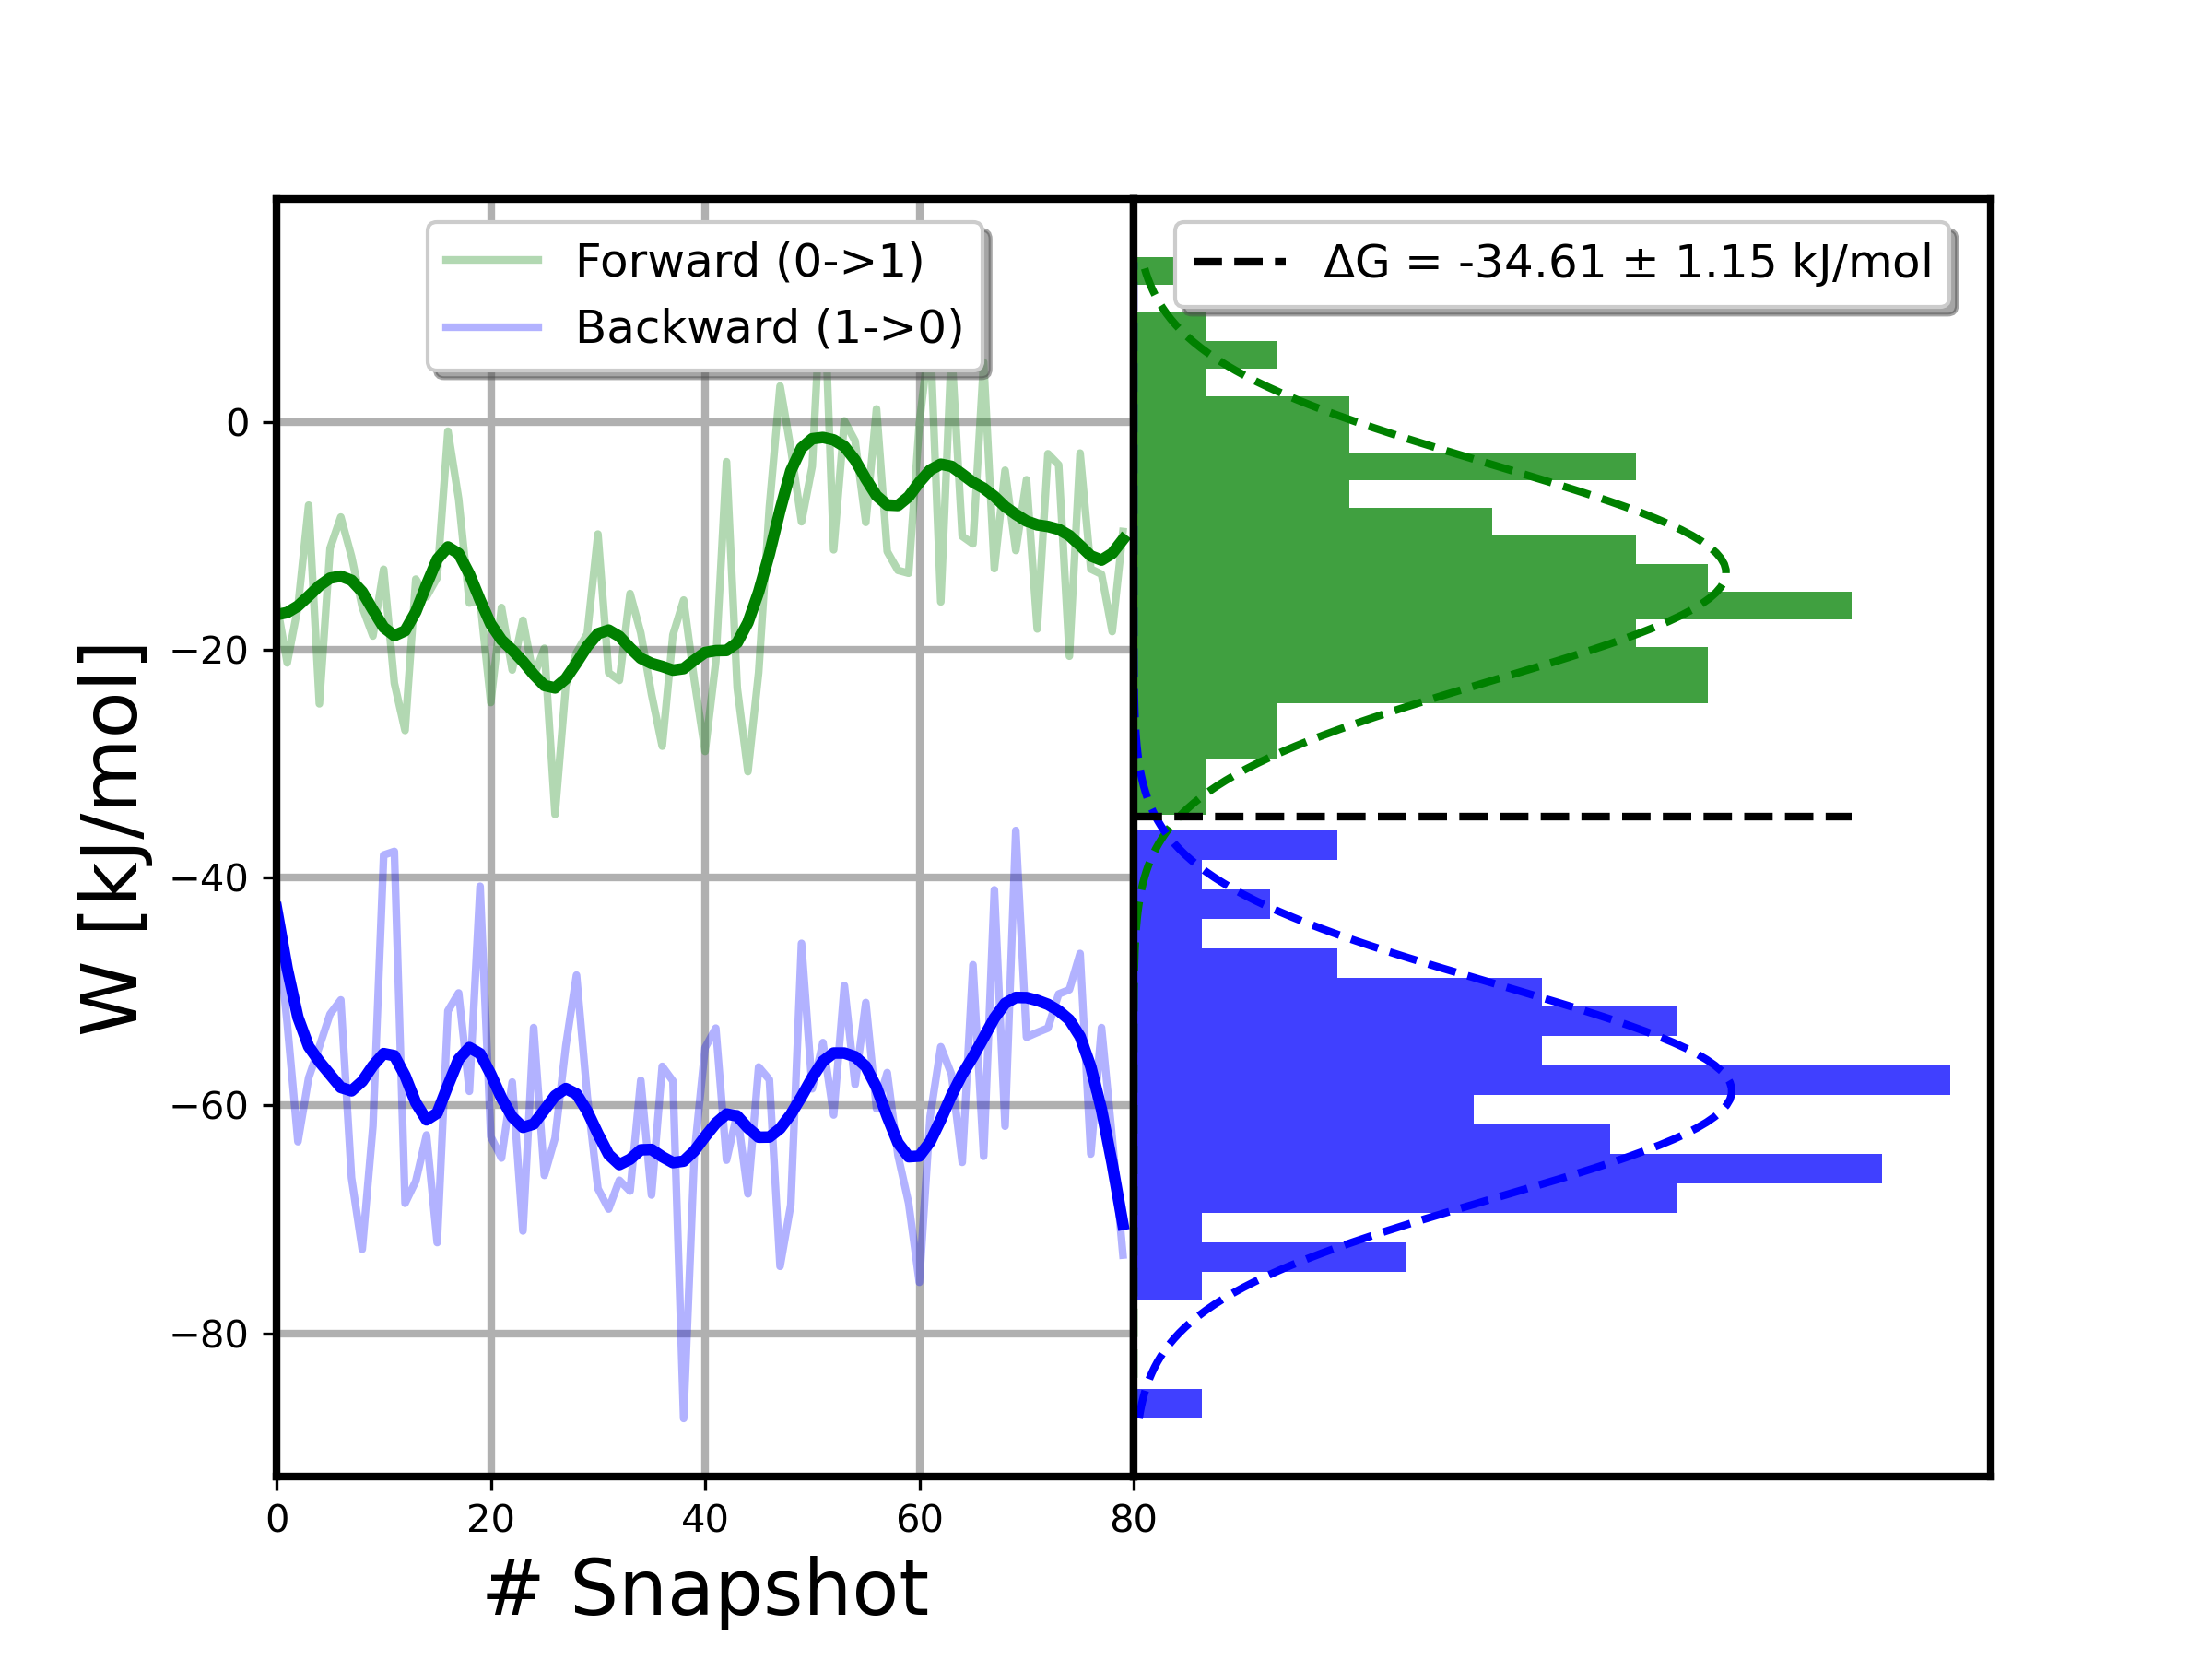 Forward (0->1)
Backward (1->0)
ΔG = -34.61 ± 1.15 kJ/mol
W [kJ/mol]
0
−20
−40
−60
−80
0 20 40 60 80
# Snapshot